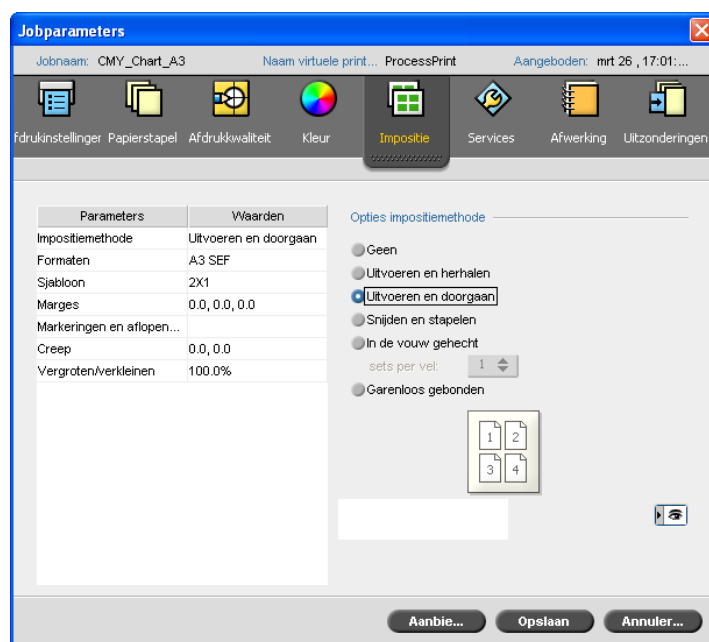 Jobparameters
Jobnaam: CMY_Chart_A3 Naam virtuele print... ProcessPrint Aangeboden: mrt 26 , 17:01:...
fdrukinstellinger Papierstapel Afdrukkwaliteit Kleur Impositie Services Afwerking Uitzonderingen
Parameters Waarden
Impositiemethode Uitvoeren en doorgaan
Formaten A3 SEF
Sjabloon 2X1
Marges 0.0, 0.0, 0.0
Markeringen en aflopen...
Creep 0.0, 0.0
Vergroten/verkleinen 100.0%
Opties impositiemethode
Geen
Uitvoeren en herhalen
Uitvoeren en doorgaan
Snijden en stapelen
In de vouw gehecht
sets per vel: 1
Garenloos gebonden
1 2
3 4
Aanbie... Opslaan Annuler...